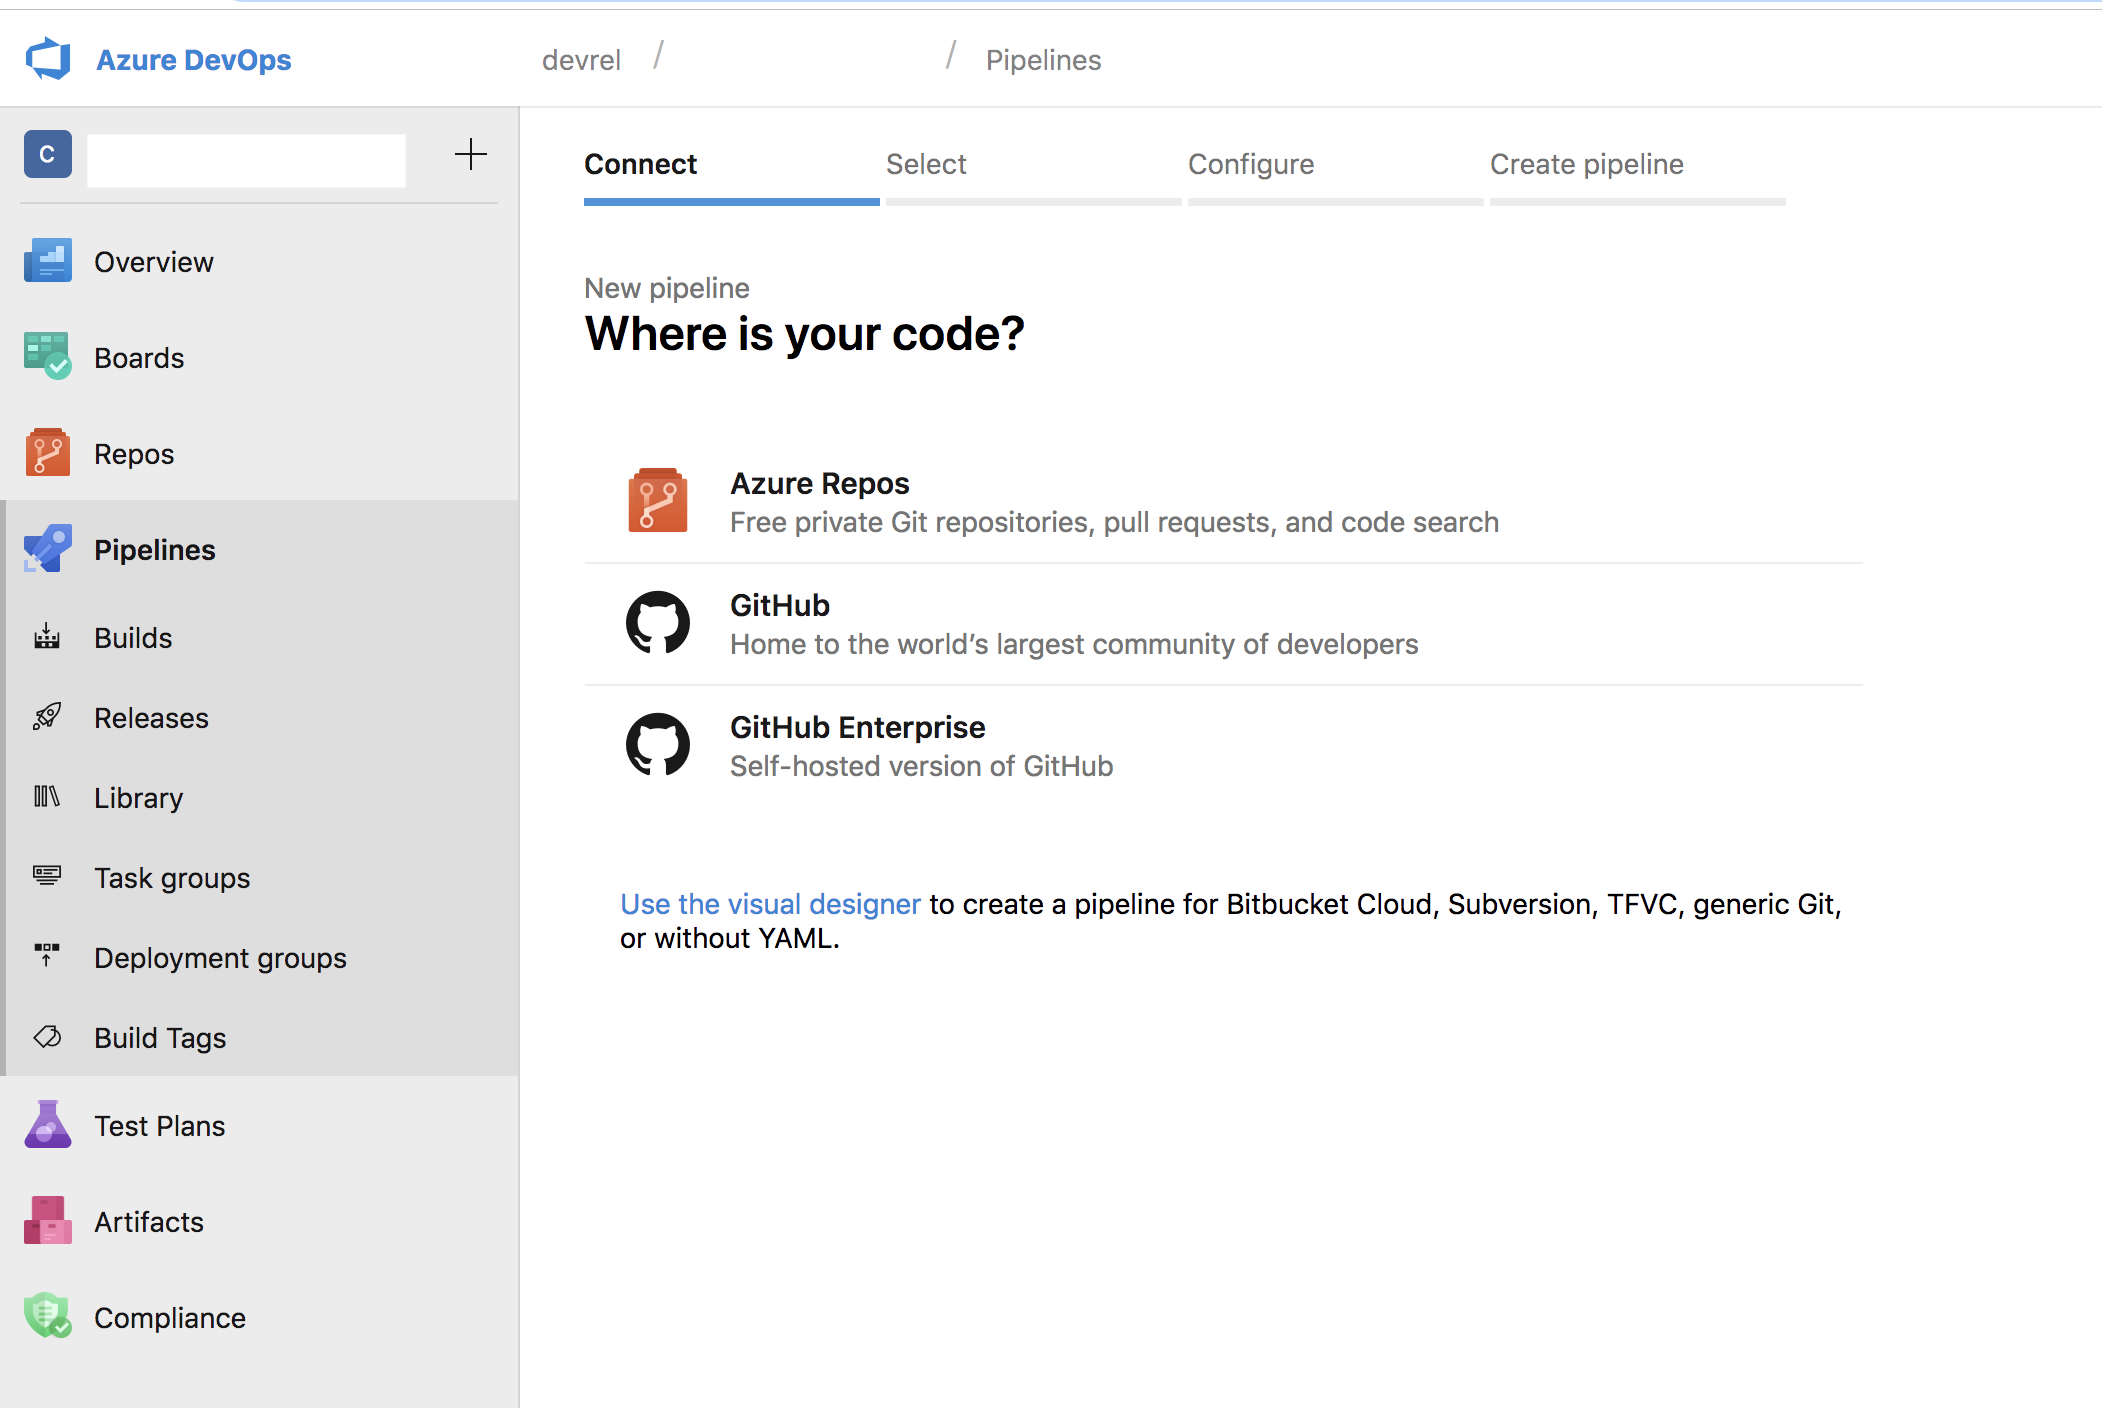 Azure DevOps
devrel / / Pipelines
C
Overview
Boards
Repos
Pipelines
Builds
Releases
Library
Task groups
Deployment groups
Build Tags
Test Plans
Artifacts
Compliance
Connect Select Configure Create pipeline
New pipeline
Where is your code?
Azure Repos
Free private Git repositories, pull requests, and code search
GitHub
Home to the world’s largest community of developers
GitHub Enterprise
Self-hosted version of GitHub
Use the visual designer to create a pipeline for Bitbucket Cloud, Subversion, TFVC, generic Git,
or without YAML.